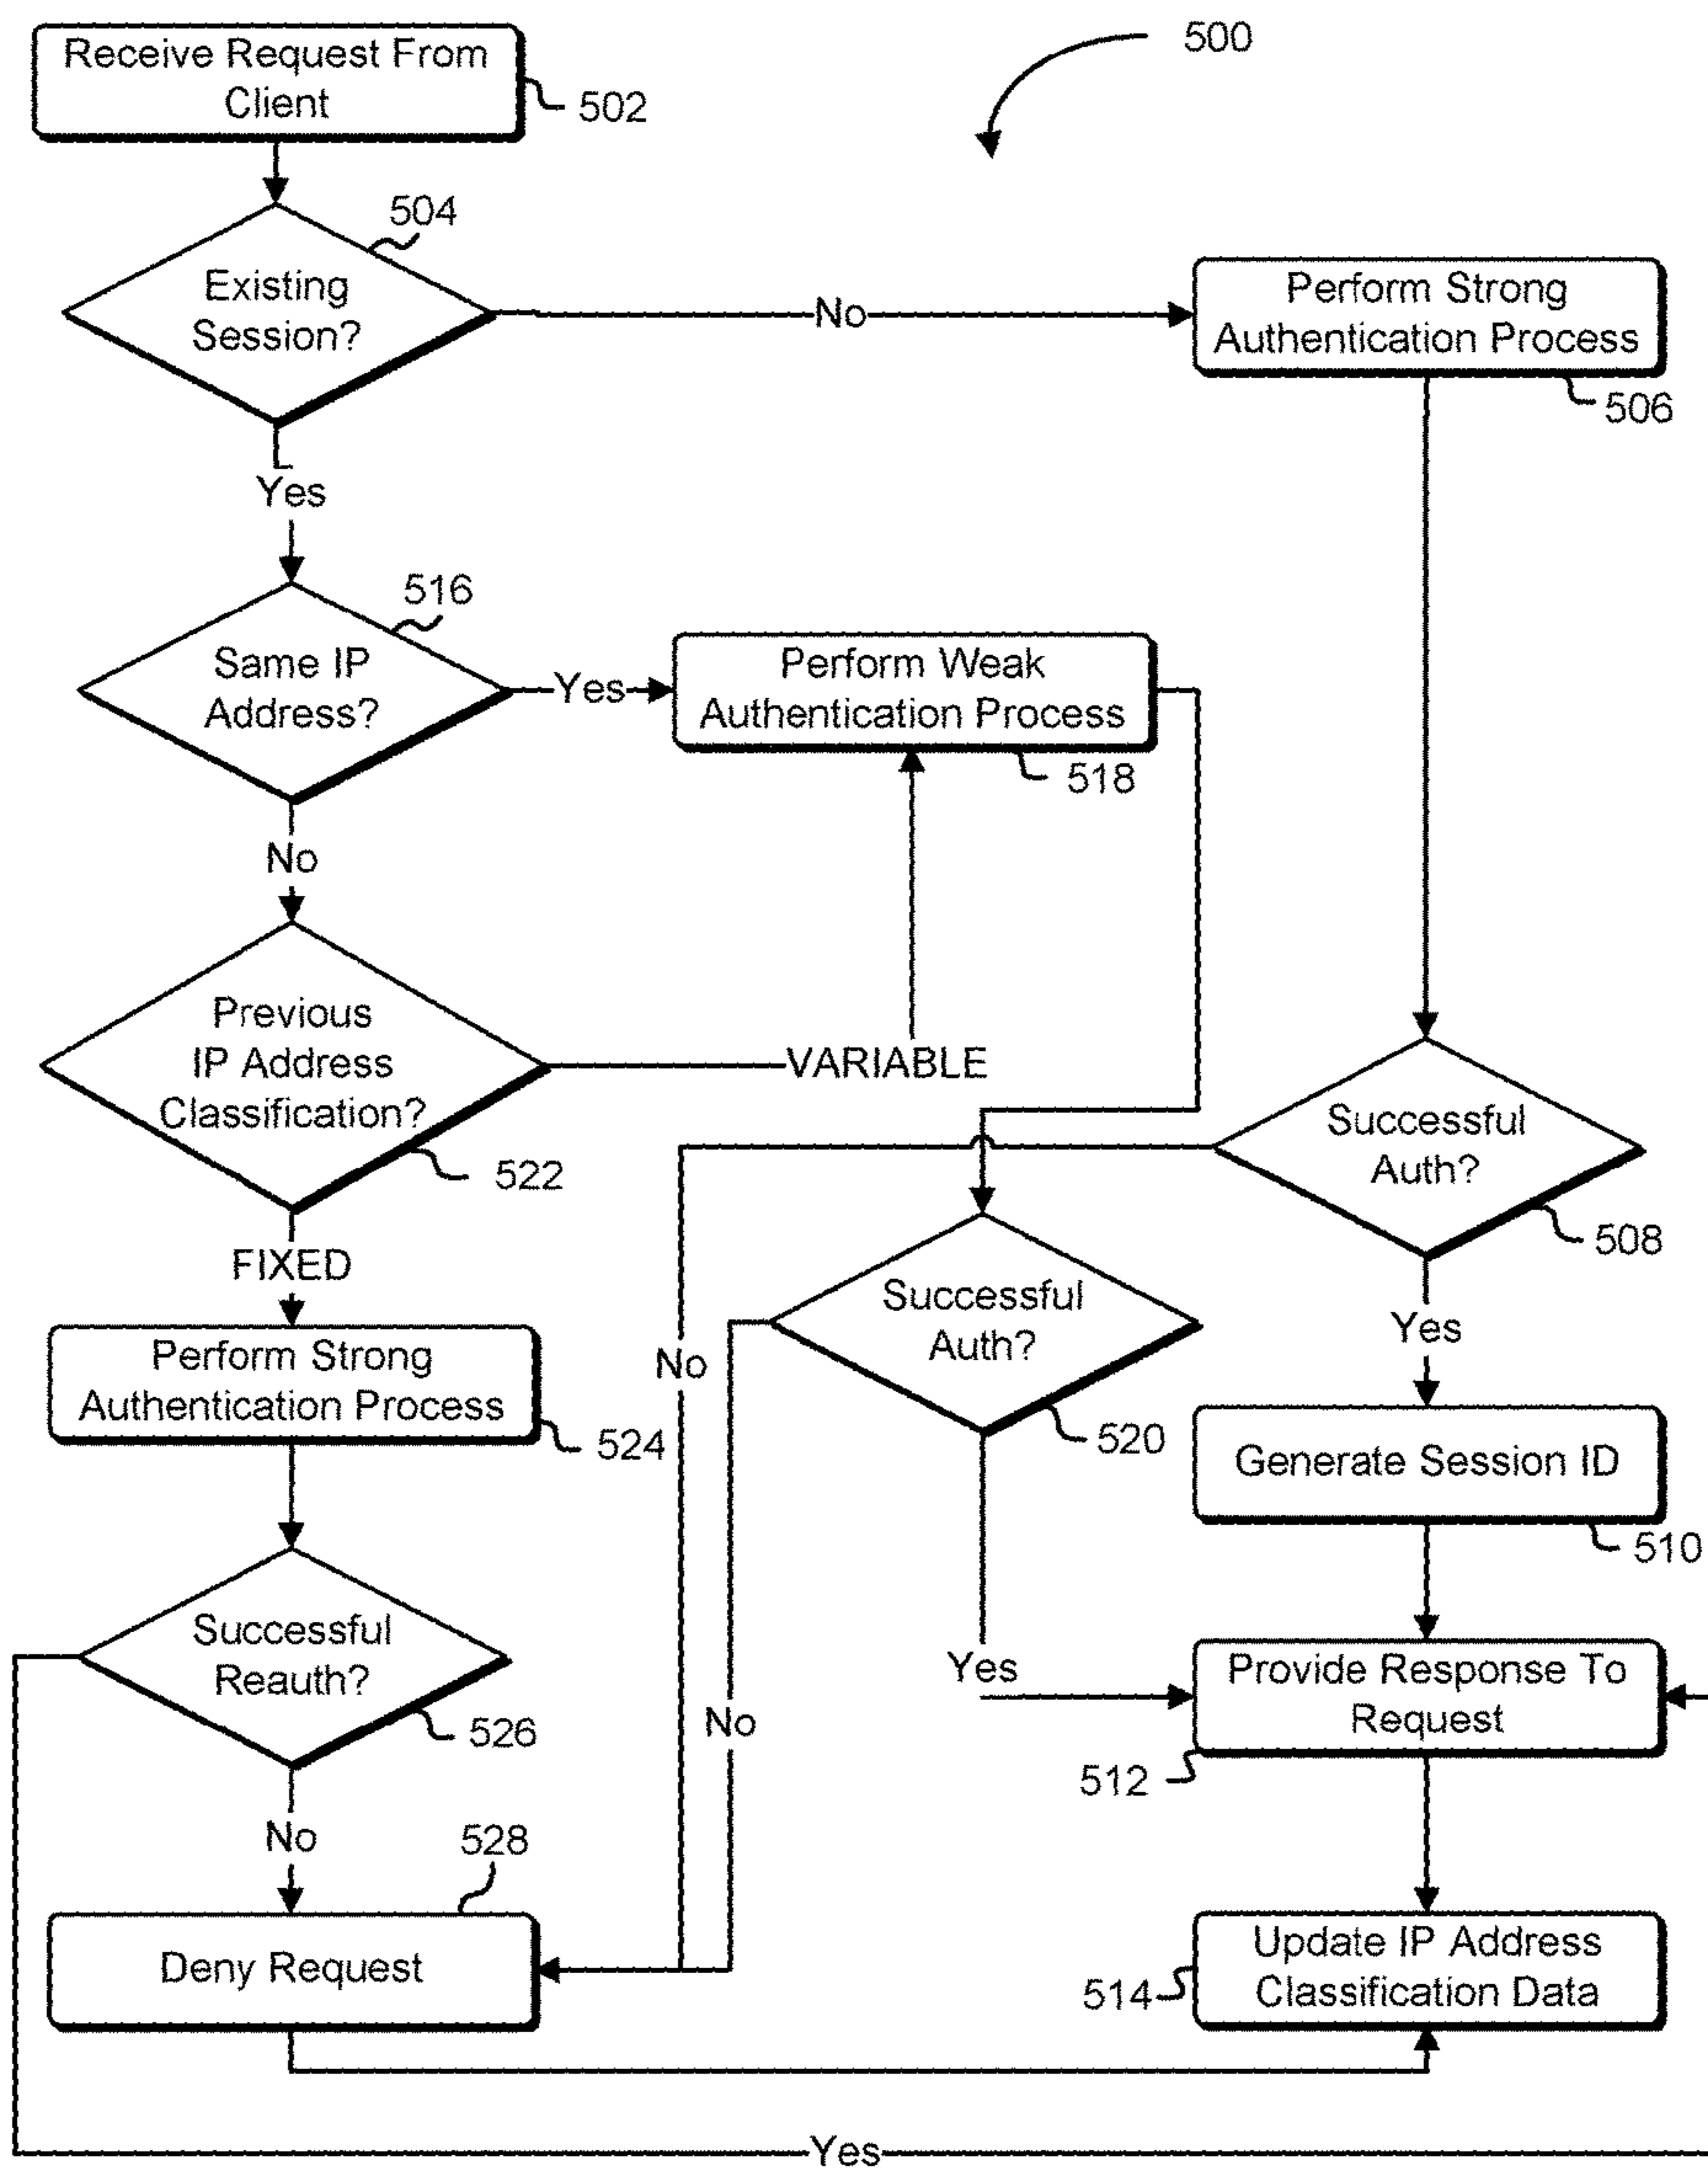 Receive Request From
Client
502
500
504
Existing
Session?
No
Perform Strong
Authentication Process
506
Yes
516
Same IP
Address?
Yes
Perform Weak
Authentication Process
518
No
Previous
IP Address
Classification?
522
VARIABLE
Successful
Auth?
508
FIXED
Successful
Auth?
520
No
Yes
Perform Strong
Authentication Process
524
Generate Session ID
510
Successful
Reauth?
526
Yes
No
Provide Response To
Request
512
No
528
Deny Request
Update IP Address
Classification Data
514
Yes